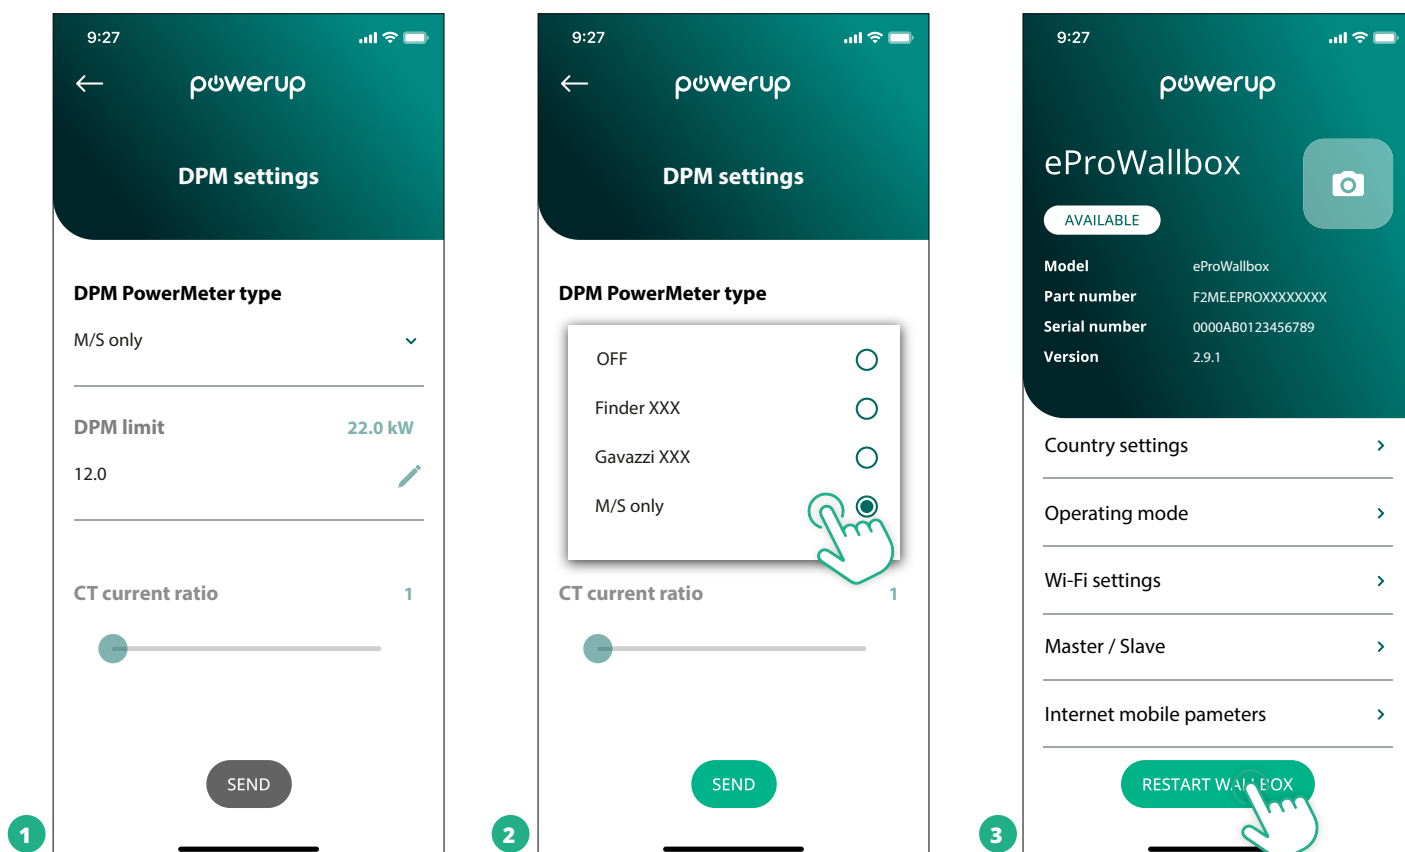 9:27
powerup
DPM settings
DPM PowerMeter type
M/S only
DPM limit 22.0 kW
12.0
CT current ratio 1
SEND
1
9:27
powerup
DPM settings
DPM PowerMeter type
OFF
Finder XXX
Gavazzi XXX
M/S only
CT current ratio 1
SEND
2
9:27
powerup
eProWallbox
AVAILABLE
Model eProWallbox
Part number F2ME.EPROXXXXXXXX
Serial number 0000AB0123456789
Version 2.9.1
Country settings
Operating mode
Wi-Fi settings
Master / Slave
Internet mobile pameters
RESTART WALLBOX
3